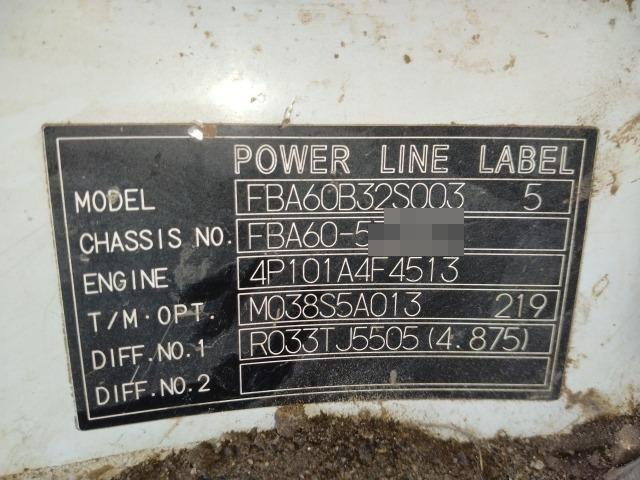 POWER LINE LABEL
MODEL FBA60B32S003 5
CHASSIS NO. FBA60-5
ENGINE 4P101A4F4513
T/M·OPT. M038S5A013 219
DIFF.NO.1 R033TJ5505(4.875)
DIFF.NO.2